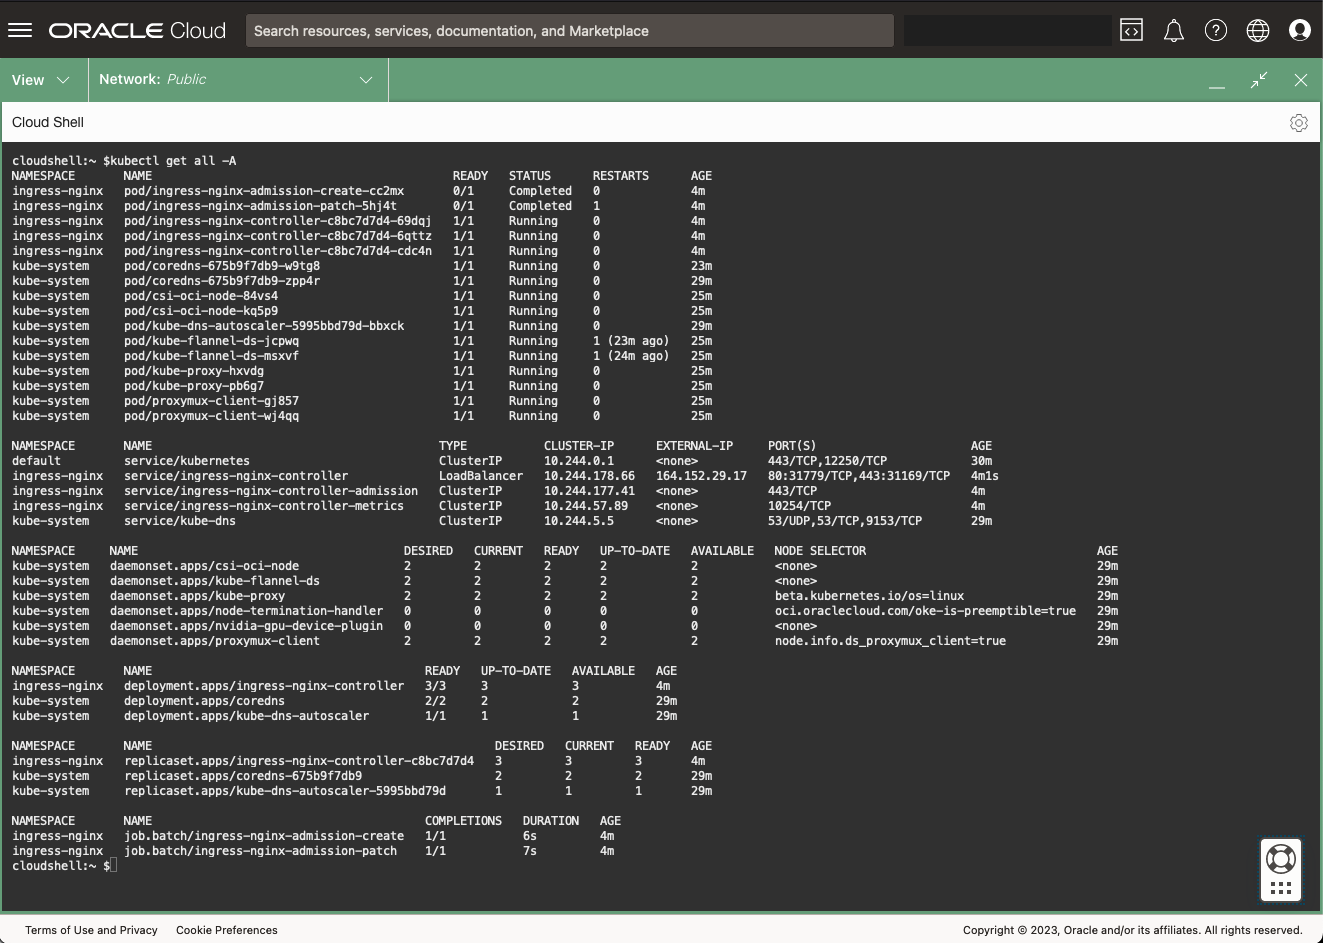 ORACLE Cloud
Search resources, services, documentation, and Marketplace
View
Network: Public
Cloud Shell
cloudshell:~ $kubectl get all -A
NAMESPACE NAME READY STATUS RESTARTS AGE
ingress-nginx pod/ingress-nginx-admission-create-cc2mx 0/1 Completed 0 4m
ingress-nginx pod/ingress-nginx-admission-patch-5hj4t 0/1 Completed 1 4m
ingress-nginx pod/ingress-nginx-controller-c8bc7d7d4-69dqj 1/1 Running 0 4m
ingress-nginx pod/ingress-nginx-controller-c8bc7d7d4-6qttz 1/1 Running 0 4m
ingress-nginx pod/ingress-nginx-controller-c8bc7d7d4-cdc4n 1/1 Running 0 4m
kube-system pod/coredns-675b9f7db9-w9tg8 1/1 Running 0 23m
kube-system pod/coredns-675b9f7db9-zpp4r 1/1 Running 0 29m
kube-system pod/csi-oci-node-84vs4 1/1 Running 0 25m
kube-system pod/csi-oci-node-kq5p9 1/1 Running 0 25m
kube-system pod/kube-dns-autoscaler-5995bbd79d-bbxck 1/1 Running 0 29m
kube-system pod/kube-flannel-ds-jcpwq 1/1 Running 1 (23m ago) 25m
kube-system pod/kube-flannel-ds-msxvf 1/1 Running 1 (24m ago) 25m
kube-system pod/kube-proxy-hxvdg 1/1 Running 0 25m
kube-system pod/kube-proxy-pb6g7 1/1 Running 0 25m
kube-system pod/proxymux-client-gj857 1/1 Running 0 25m
kube-system pod/proxymux-client-wj4qq 1/1 Running 0 25m
NAMESPACE NAME TYPE CLUSTER-IP EXTERNAL-IP PORT(S) AGE
default service/kubernetes ClusterIP 10.244.0.1 <none> 443/TCP,12250/TCP 30m
ingress-nginx service/ingress-nginx-controller LoadBalancer 10.244.178.66 164.152.29.17 80:31779/TCP,443:31169/TCP 4m1s
ingress-nginx service/ingress-nginx-controller-admission ClusterIP 10.244.177.41 <none> 443/TCP 4m
ingress-nginx service/ingress-nginx-controller-metrics ClusterIP 10.244.57.89 <none> 10254/TCP 4m
kube-system service/kube-dns ClusterIP 10.244.5.5 <none> 53/UDP,53/TCP,9153/TCP 29m
NAMESPACE NAME DESIRED CURRENT READY UP-TO-DATE AVAILABLE NODE SELECTOR AGE
kube-system daemonset.apps/csi-oci-node 2 2 2 2 2 <none> 29m
kube-system daemonset.apps/kube-flannel-ds 2 2 2 2 2 <none> 29m
kube-system daemonset.apps/kube-proxy 2 2 2 2 2 beta.kubernetes.io/os=linux 29m
kube-system daemonset.apps/node-termination-handler 0 0 0 0 0 oci.oraclecloud.com/oke-is-preemptible=true 29m
kube-system daemonset.apps/nvidia-gpu-device-plugin 0 0 0 0 0 <none> 29m
kube-system daemonset.apps/proxymux-client 2 2 2 2 2 node.info.ds_proxymux_client=true 29m
NAMESPACE NAME READY UP-TO-DATE AVAILABLE AGE
ingress-nginx deployment.apps/ingress-nginx-controller 3/3 3 3 4m
kube-system deployment.apps/coredns 2/2 2 2 29m
kube-system deployment.apps/kube-dns-autoscaler 1/1 1 1 29m
NAMESPACE NAME DESIRED CURRENT READY AGE
ingress-nginx replicaset.apps/ingress-nginx-controller-c8bc7d7d4 3 3 3 4m
kube-system replicaset.apps/coredns-675b9f7db9 2 2 2 29m
kube-system replicaset.apps/kube-dns-autoscaler-5995bbd79d 1 1 1 29m
NAMESPACE NAME COMPLETIONS DURATION AGE
ingress-nginx job.batch/ingress-nginx-admission-create 1/1 6s 4m
ingress-nginx job.batch/ingress-nginx-admission-patch 1/1 7s 4m
cloudshell:~ $
Terms of Use and Privacy Cookie Preferences Copyright © 2023, Oracle and/or its affiliates. All rights reserved.